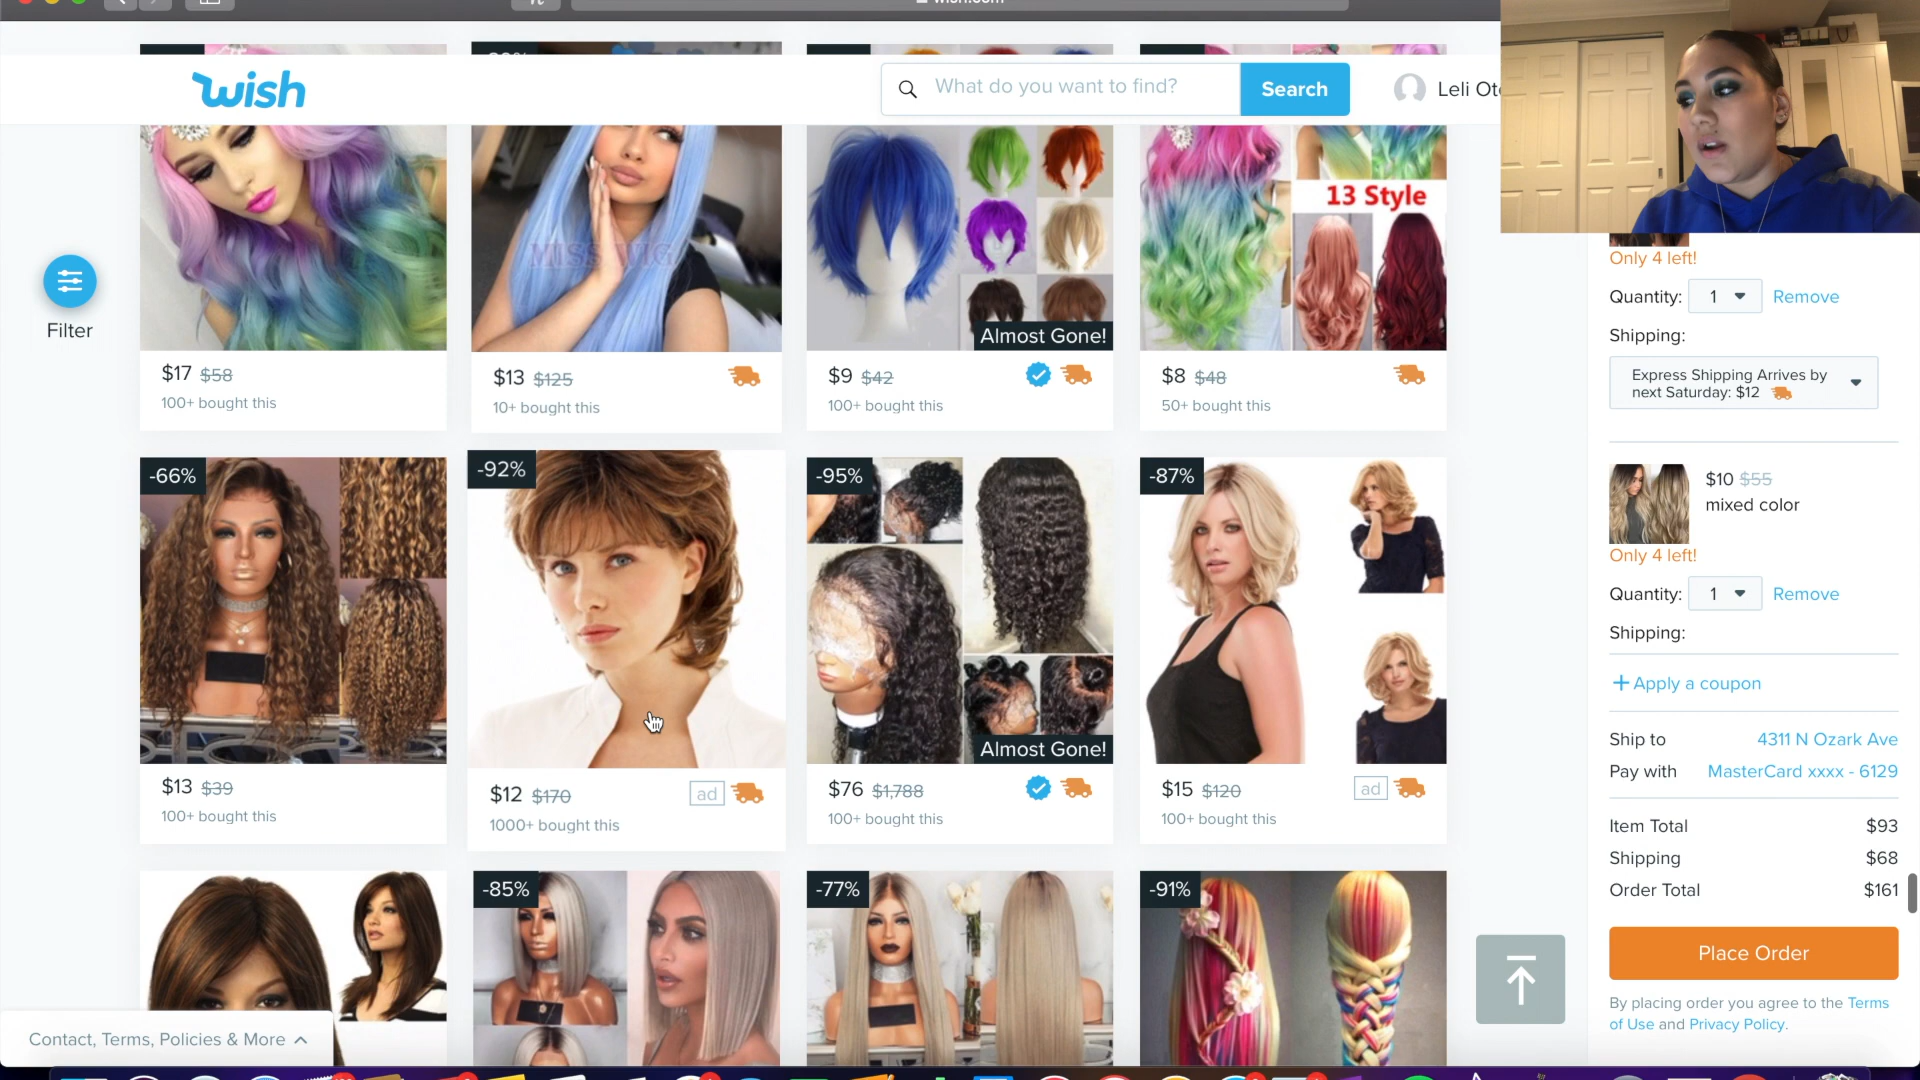 wish.com
wish
What do you want to find?
Search
Leli Ot
Filter
MISS WIG
13 Style
Almost Gone!
$17 $58
100+ bought this
$13 $125
10+ bought this
$9 $42
100+ bought this
$8 $48
50+ bought this
-66%
-92%
-95%
-87%
Almost Gone!
$13 $39
100+ bought this
$12 $170
ad
1000+ bought this
$76 $1,788
100+ bought this
$15 $120
ad
100+ bought this
-85%
-77%
-91%
Contact, Terms, Policies & More
Only 4 left!
Quantity: 1 Remove
Shipping:
Express Shipping Arrives by
next Saturday: $12
$10 $55
mixed color
Only 4 left!
Quantity: 1 Remove
Shipping:
+ Apply a coupon
Ship to 4311 N Ozark Ave
Pay with MasterCard xxxx - 6129
Item Total $93
Shipping $68
Order Total $161
Place Order
By placing order you agree to the Terms
of Use and Privacy Policy.